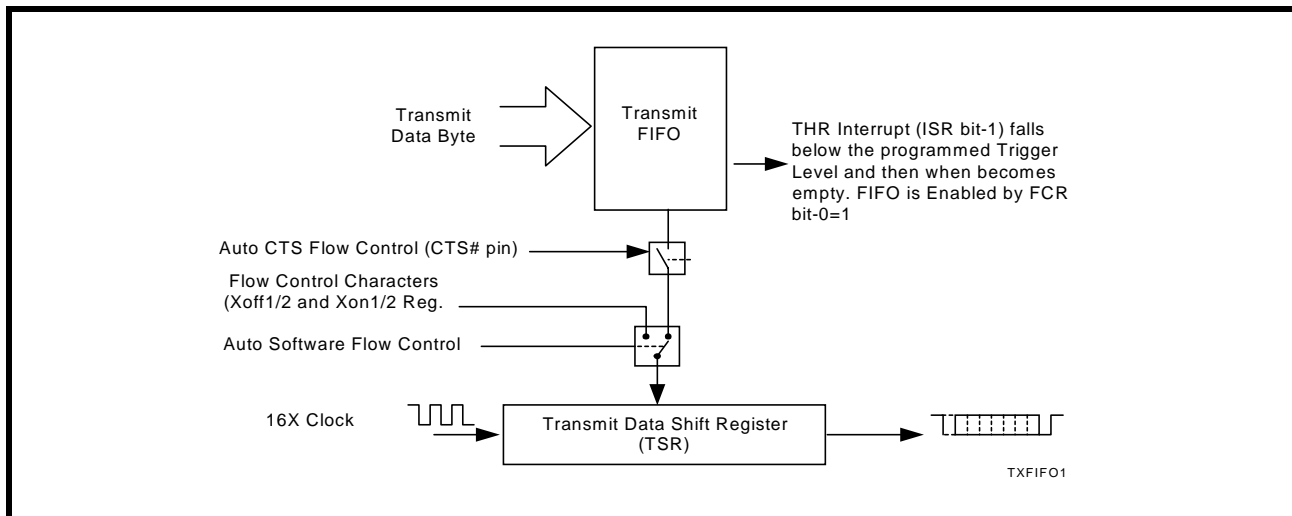 Transmit
FIFO
Transmit
Data Byte
THR Interrupt (ISR bit-1) falls
below the programmed Trigger
Level and then when becomes
empty. FIFO is Enabled by FCR
bit-0=1
Auto CTS Flow Control (CTS# pin)
Flow Control Characters
(Xoff1/2 and Xon1/2 Reg.
Auto Software Flow Control
16X Clock
Transmit Data Shift Register
(TSR)
TXFIFO1